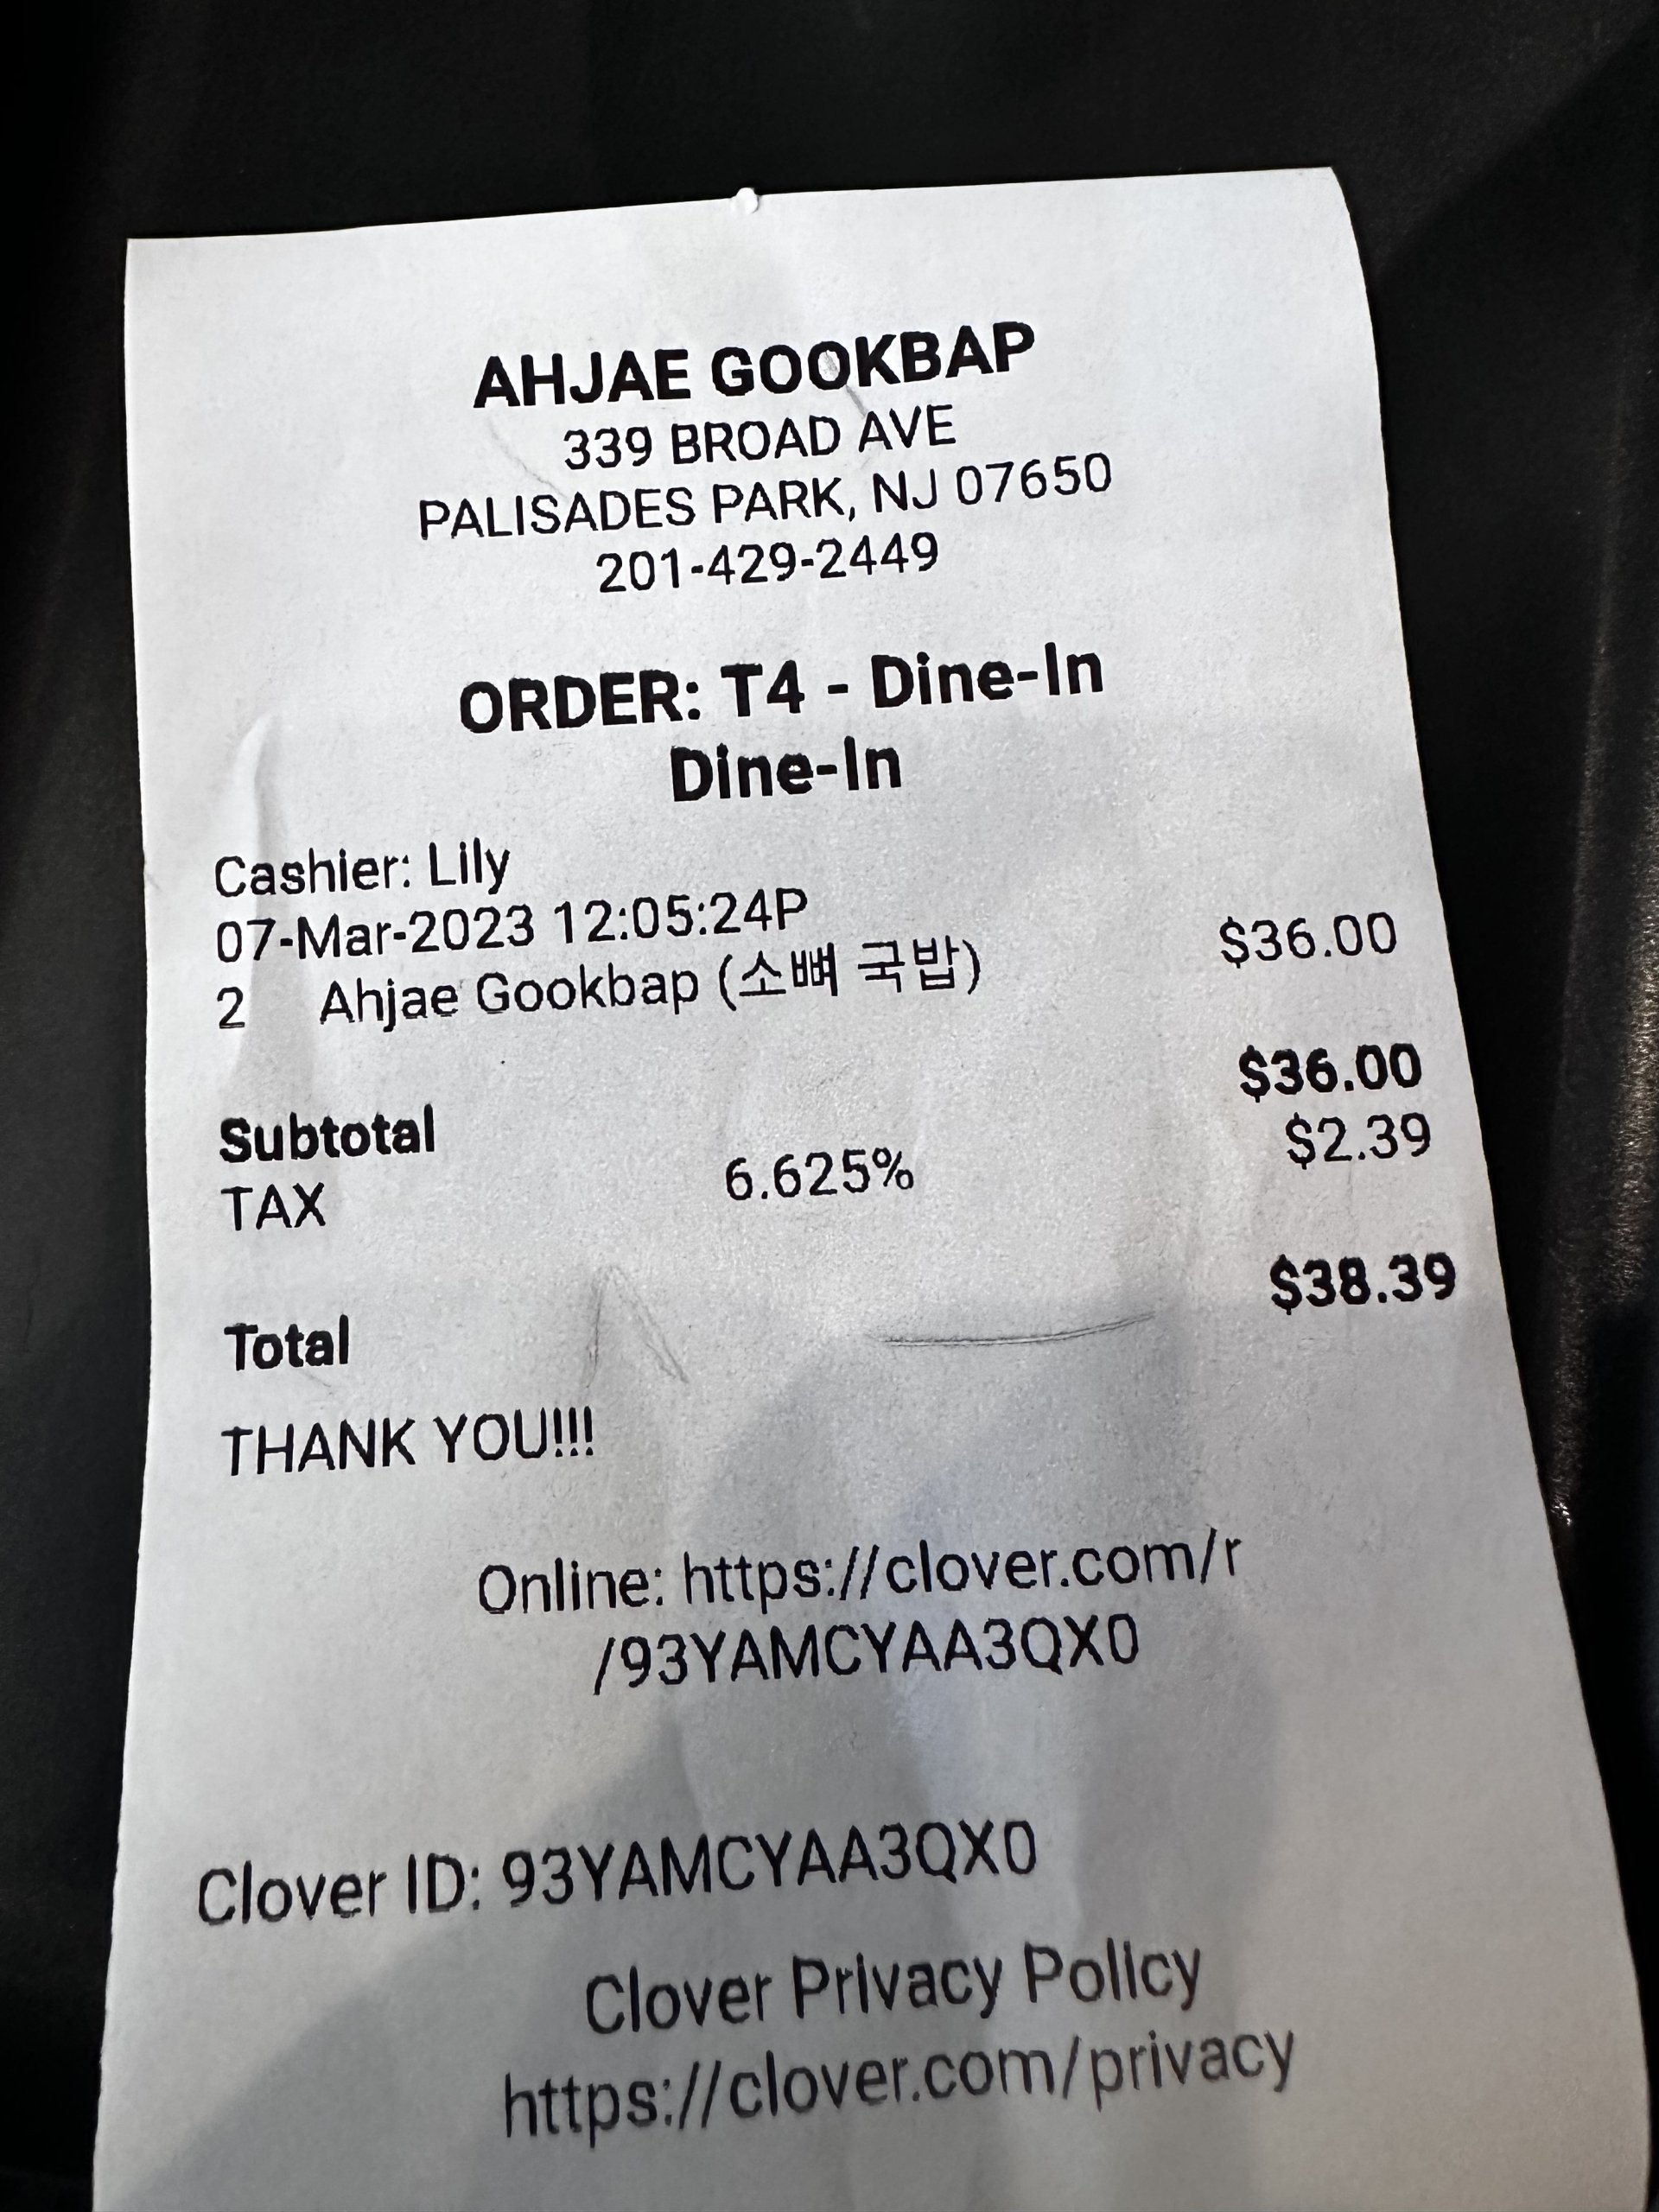 AHJAE GOOKBAP
339 BROAD AVE
PALISADES PARK, NJ 07650
201-429-2449
ORDER: T4 - Dine-In
Dine-In
Cashier: Lily
07-Mar-2023 12:05:24P
2 Ahjae Gookbap (소뼈 국밥) $36.00
Subtotal $36.00
TAX 6.625% $2.39
Total $38.39
THANK YOU!!!
Online: https://clover.com/r
/93YAMCYAA3QX0
Clover ID: 93YAMCYAA3QX0
Clover Privacy Policy
https://clover.com/privacy